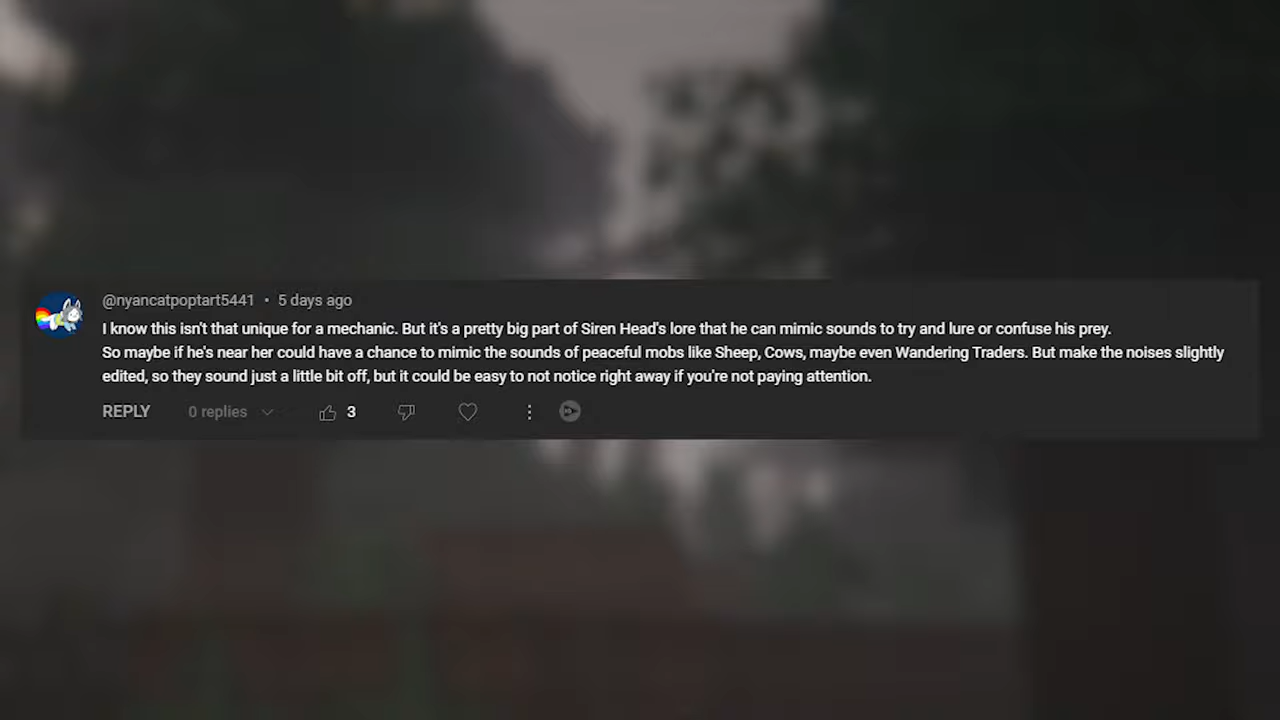 @nyancatpoptart5441 • 5 days ago
I know this isn't that unique for a mechanic. But it's a pretty big part of Siren Head's lore that he can mimic sounds to try and lure or confuse his prey.
So maybe if he's near her could have a chance to mimic the sounds of peaceful mobs like Sheep, Cows, maybe even Wandering Traders. But make the noises slightly
edited, so they sound just a little bit off, but it could be easy to not notice right away if you're not paying attention.
REPLY 0 replies 3